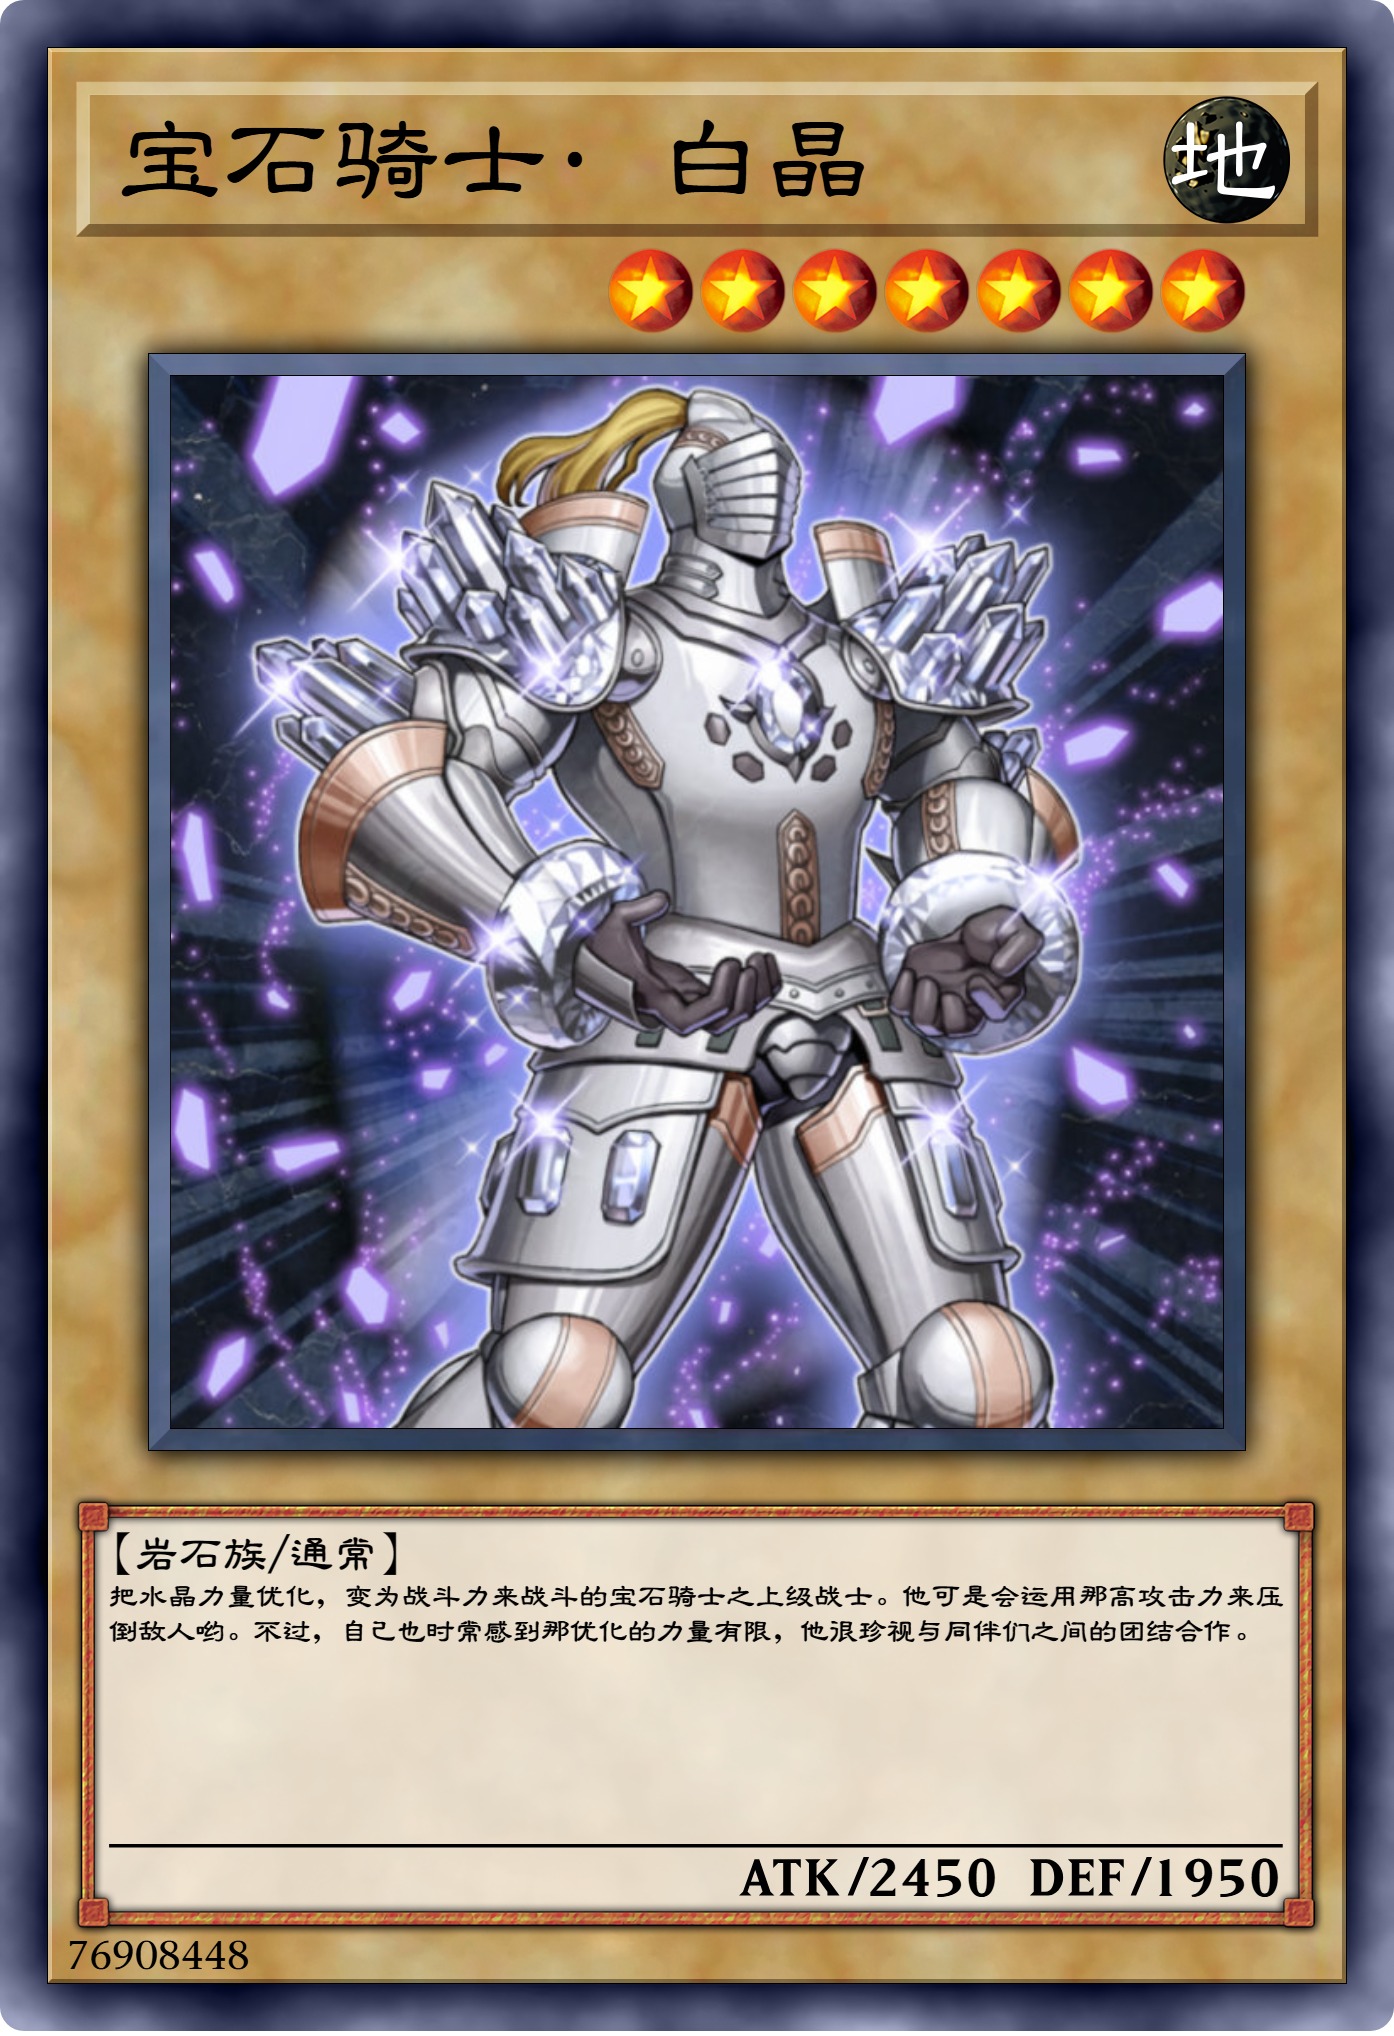 宝石骑士· 白晶
地
【岩石族/通常】
把水晶力量优化，变为战斗力来战斗的宝石骑士之上级战士。他可是会运用那高攻击力来压
倒敌人哟。不过，自己也时常感到那优化的力量有限，他很珍视与同伴们之间的团结合作。
ATK/2450 DEF/1950
76908448